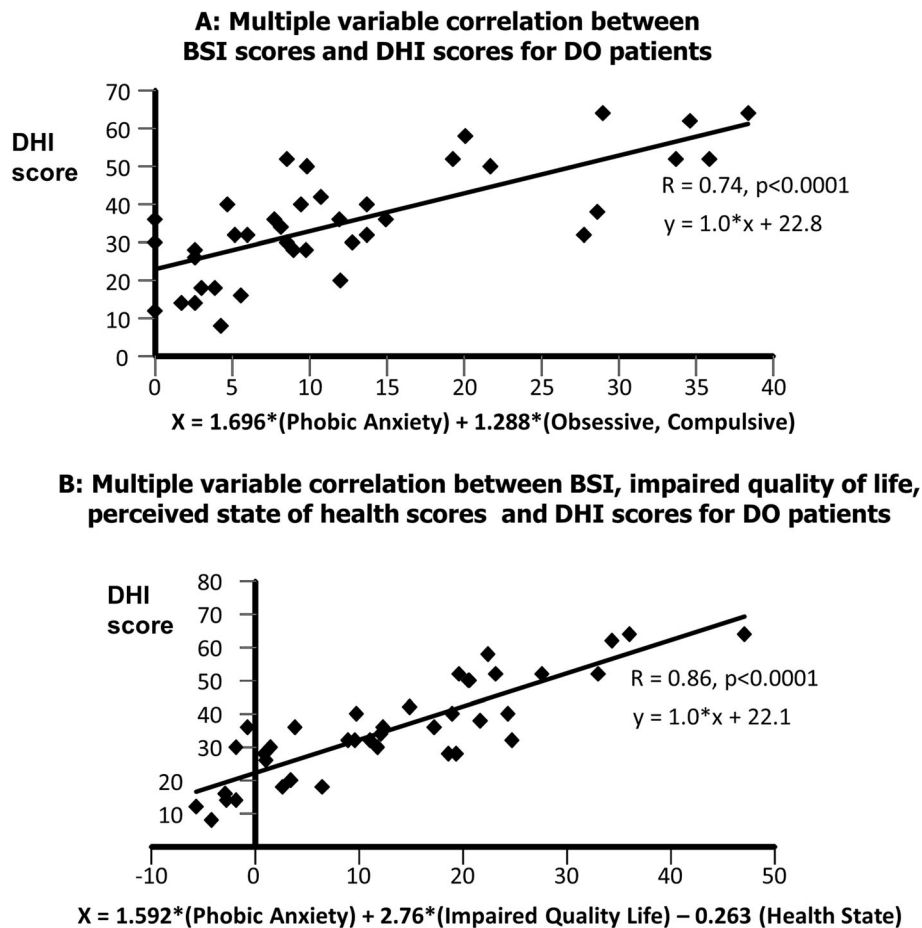 A: Multiple variable correlation between
BSI scores and DHI scores for DO patients
DHI
score
70
60
50
40
30
20
10
0
R = 0.74, p<0.0001
y = 1.0*x + 22.8
0 5 10 15 20 25 30 35 40
X = 1.696*(Phobic Anxiety) + 1.288*(Obsessive, Compulsive)
B: Multiple variable correlation between BSI, impaired quality of life,
perceived state of health scores and DHI scores for DO patients
DHI
score
80
70
60
50
40
30
20
10
R = 0.86, p<0.0001
y = 1.0*x + 22.1
-10 0 10 20 30 40 50
X = 1.592*(Phobic Anxiety) + 2.76*(Impaired Quality Life) – 0.263 (Health State)